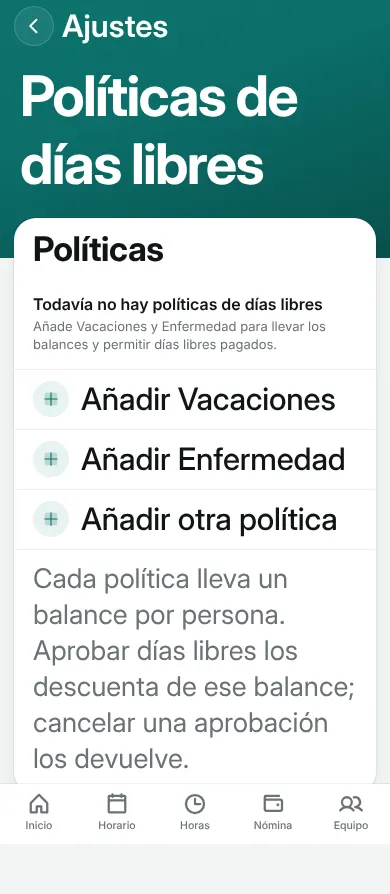 Ajustes
Políticas de
días libres
Políticas
Todavía no hay políticas de días libres
Añade Vacaciones y Enfermedad para llevar los
balances y permitir días libres pagados.
Añadir Vacaciones
Añadir Enfermedad
Añadir otra política
Cada política lleva un
balance por persona.
Aprobar días libres los
descuenta de ese balance;
cancelar una aprobación
los devuelve.
Inicio
Horario
Horas
Nómina
Equipo